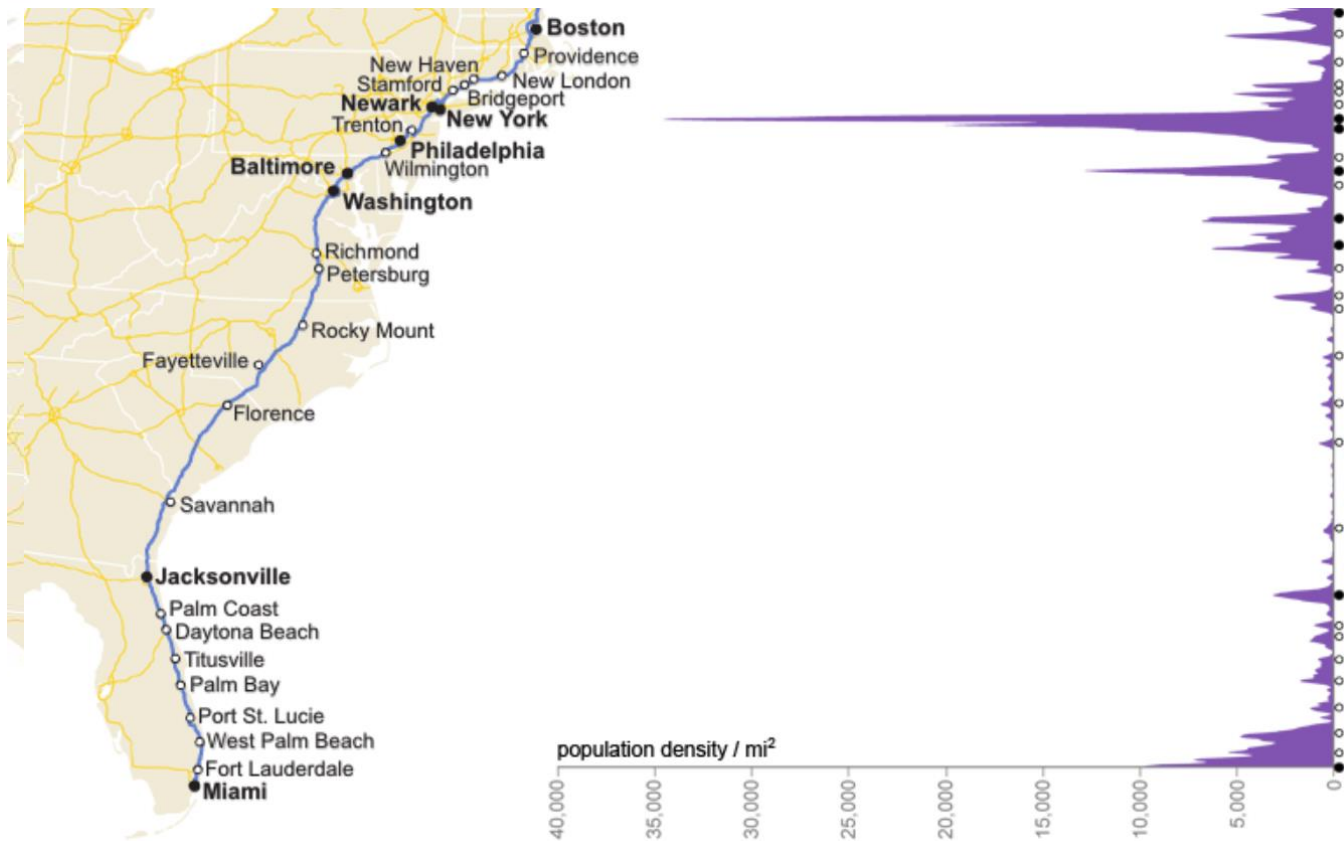 Boston
Providence
New Haven
New London
Stamford
Bridgeport
Newark
New York
Trenton
Philadelphia
Baltimore
Wilmington
Washington
Richmond
Petersburg
Rocky Mount
Fayetteville
Florence
Savannah
Jacksonville
Palm Coast
Daytona Beach
Titusville
Palm Bay
Port St. Lucie
West Palm Beach
Fort Lauderdale
Miami
population density / mi²
40,000
35,000
30,000
25,000
20,000
15,000
10,000
5,000
0